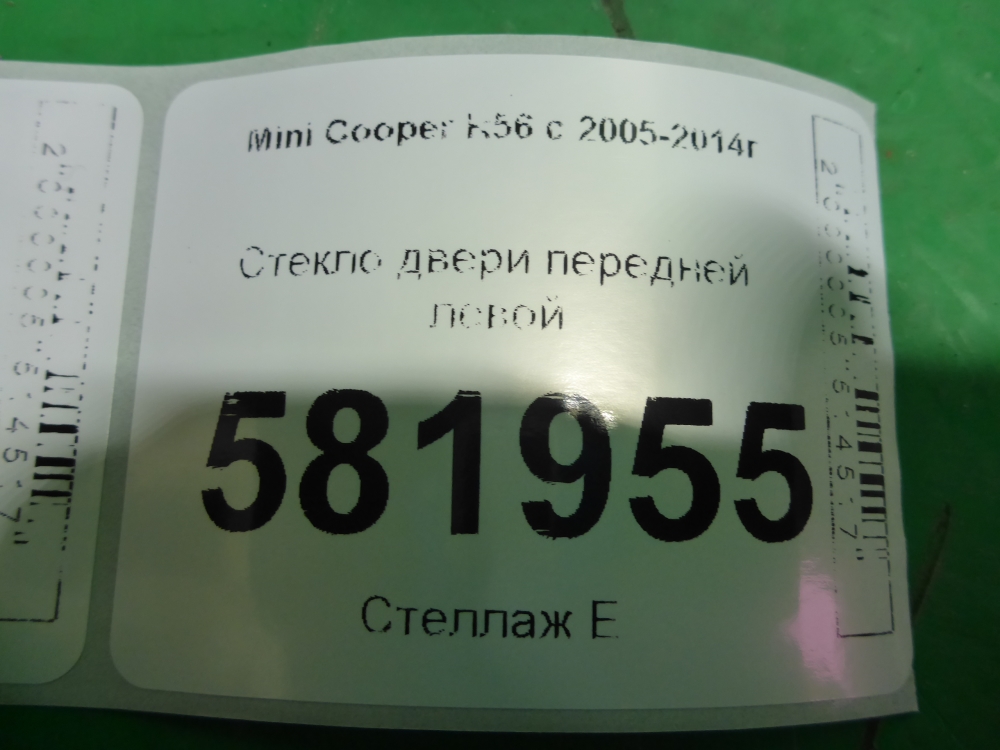 Mini Cooper R56 с 2005-2014г
Стекло двери передней
левой
581955
Стеллаж Е